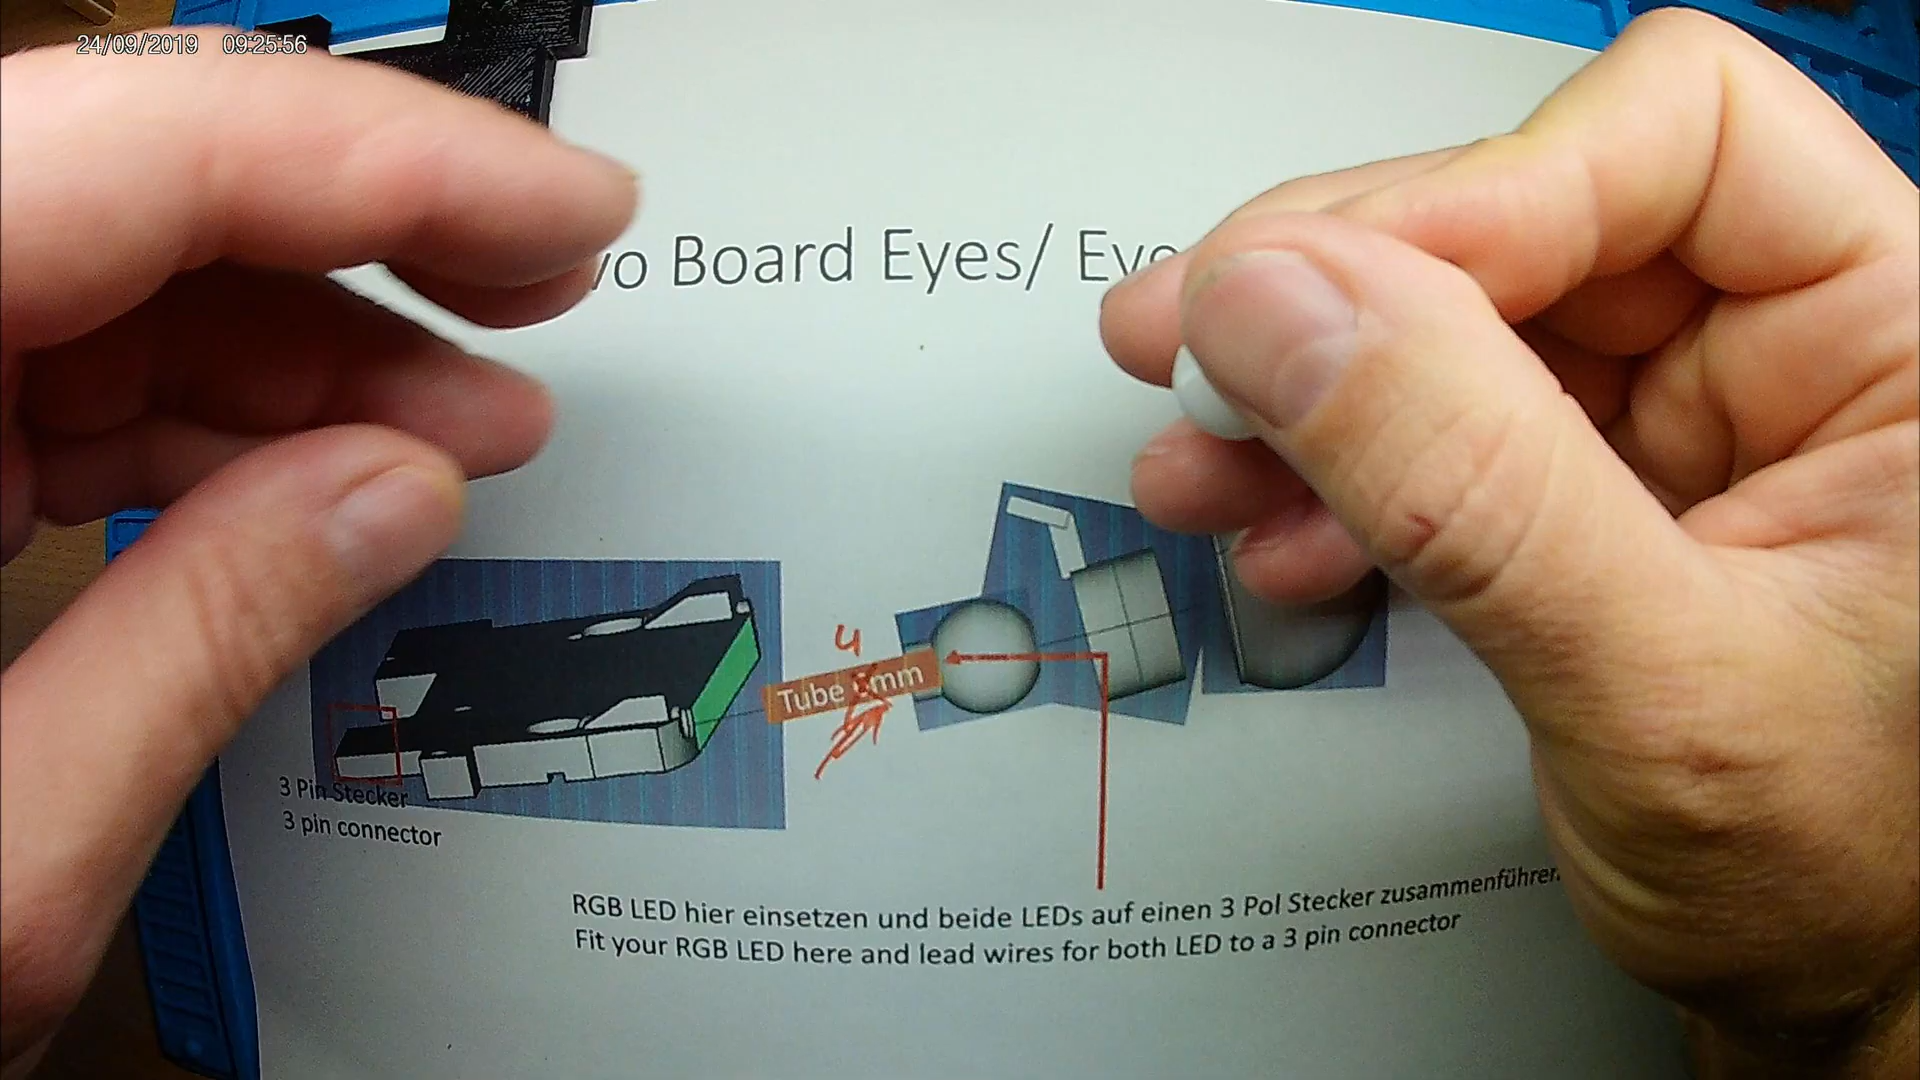 24/09/2019 09:25:56
Board Eyes/
4
Tube mm
3 Pin Stecker
3 pin connector
RGB LED hier einsetzen und beide LEDs auf einen 3 Pol Stecker zusammenführen
Fit your RGB LED here and lead wires for both LED to a 3 pin connector